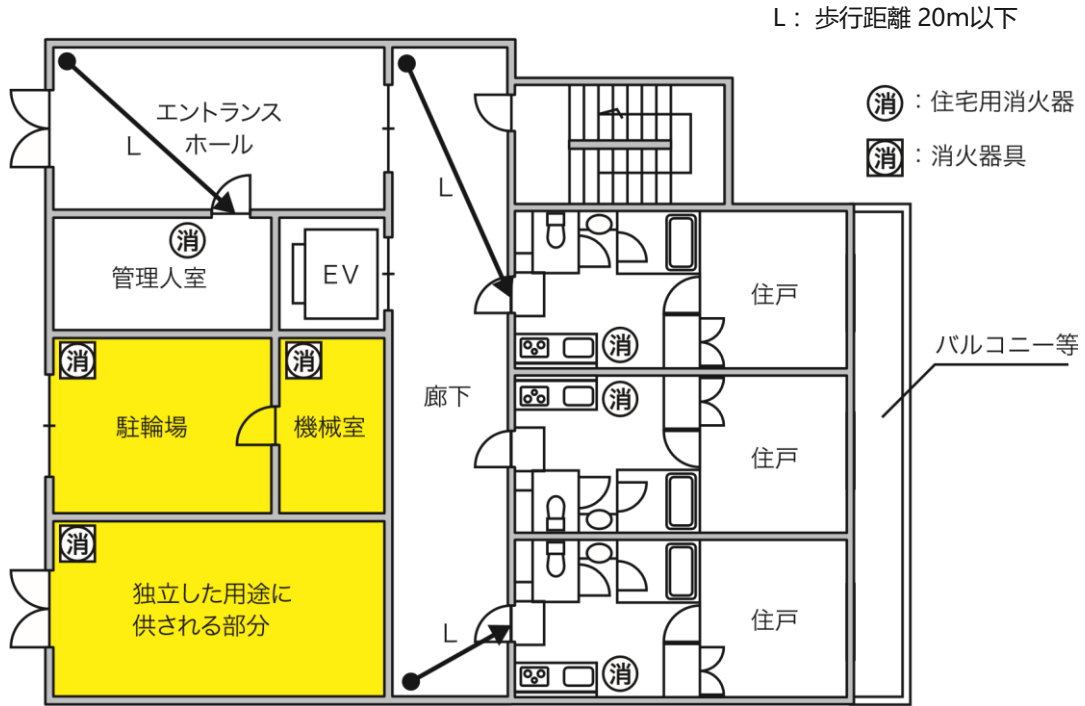 L： 歩行距離 20m以下
消 ：住宅用消火器
消 ：消火器具
エントランス
ホール
L
L
消
管理人室
EV
住戸
消
バルコニー等
消
駐輪場
消
機械室
廊下
消
住戸
消
独立した用途に
供される部分
L
住戸
消